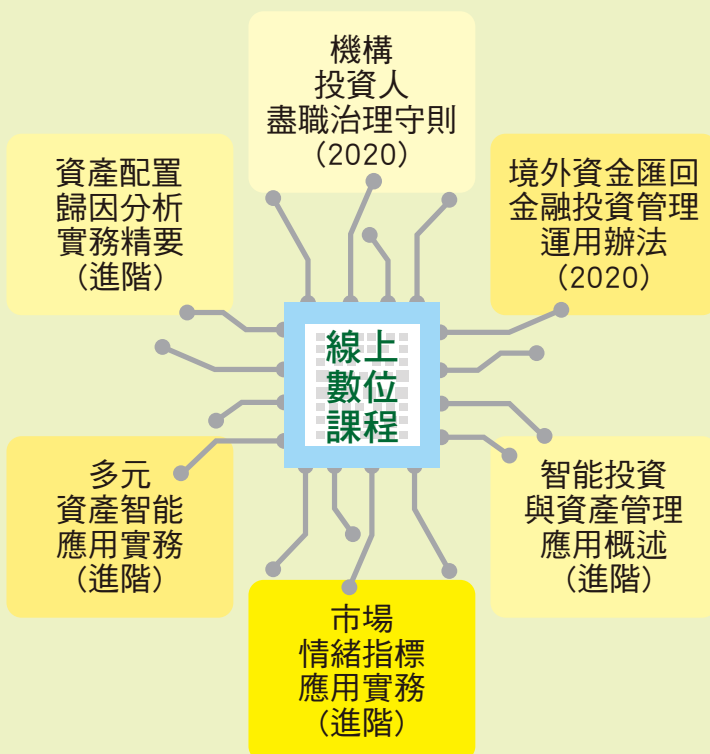 機構
投資人
盡職治理守則
（2020）
資產配置
歸因分析
實務精要
（進階）
境外資金匯回
金融投資管理
運用辦法
（2020）
線上
數位
課程
多元
資產智能
應用實務
（進階）
智能投資
與資產管理
應用概述
（進階）
市場
情緒指標
應用實務
（進階）